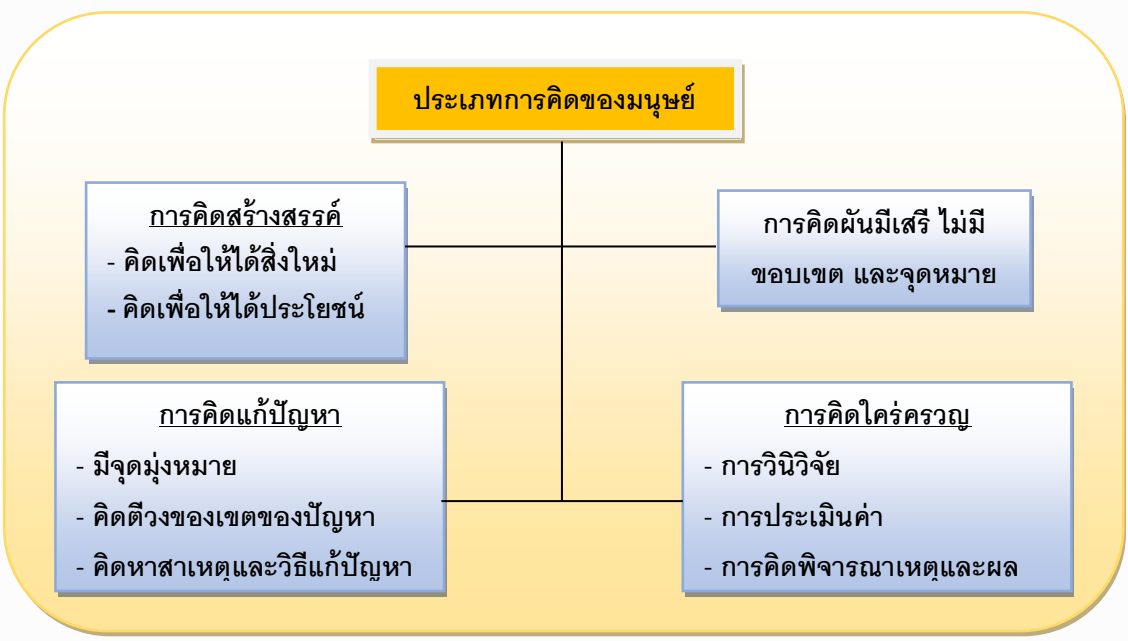 ประเภทการคิดของมนุษย์
การคิดสร้างสรรค์
- คิดเพื่อให้ได้สิ่งใหม่
- คิดเพื่อให้ได้ประโยชน์
การคิดผันมีเสรี ไม่มี
ขอบเขต และจุดหมาย
การคิดแก้ปัญหา
- มีจุดมุ่งหมาย
- คิดตีวงของเขตของปัญหา
- คิดหาสาเหตุและวิธีแก้ปัญหา
การคิดใคร่ครวญ
- การวินิวิจัย
- การประเมินค่า
- การคิดพิจารณาเหตุและผล